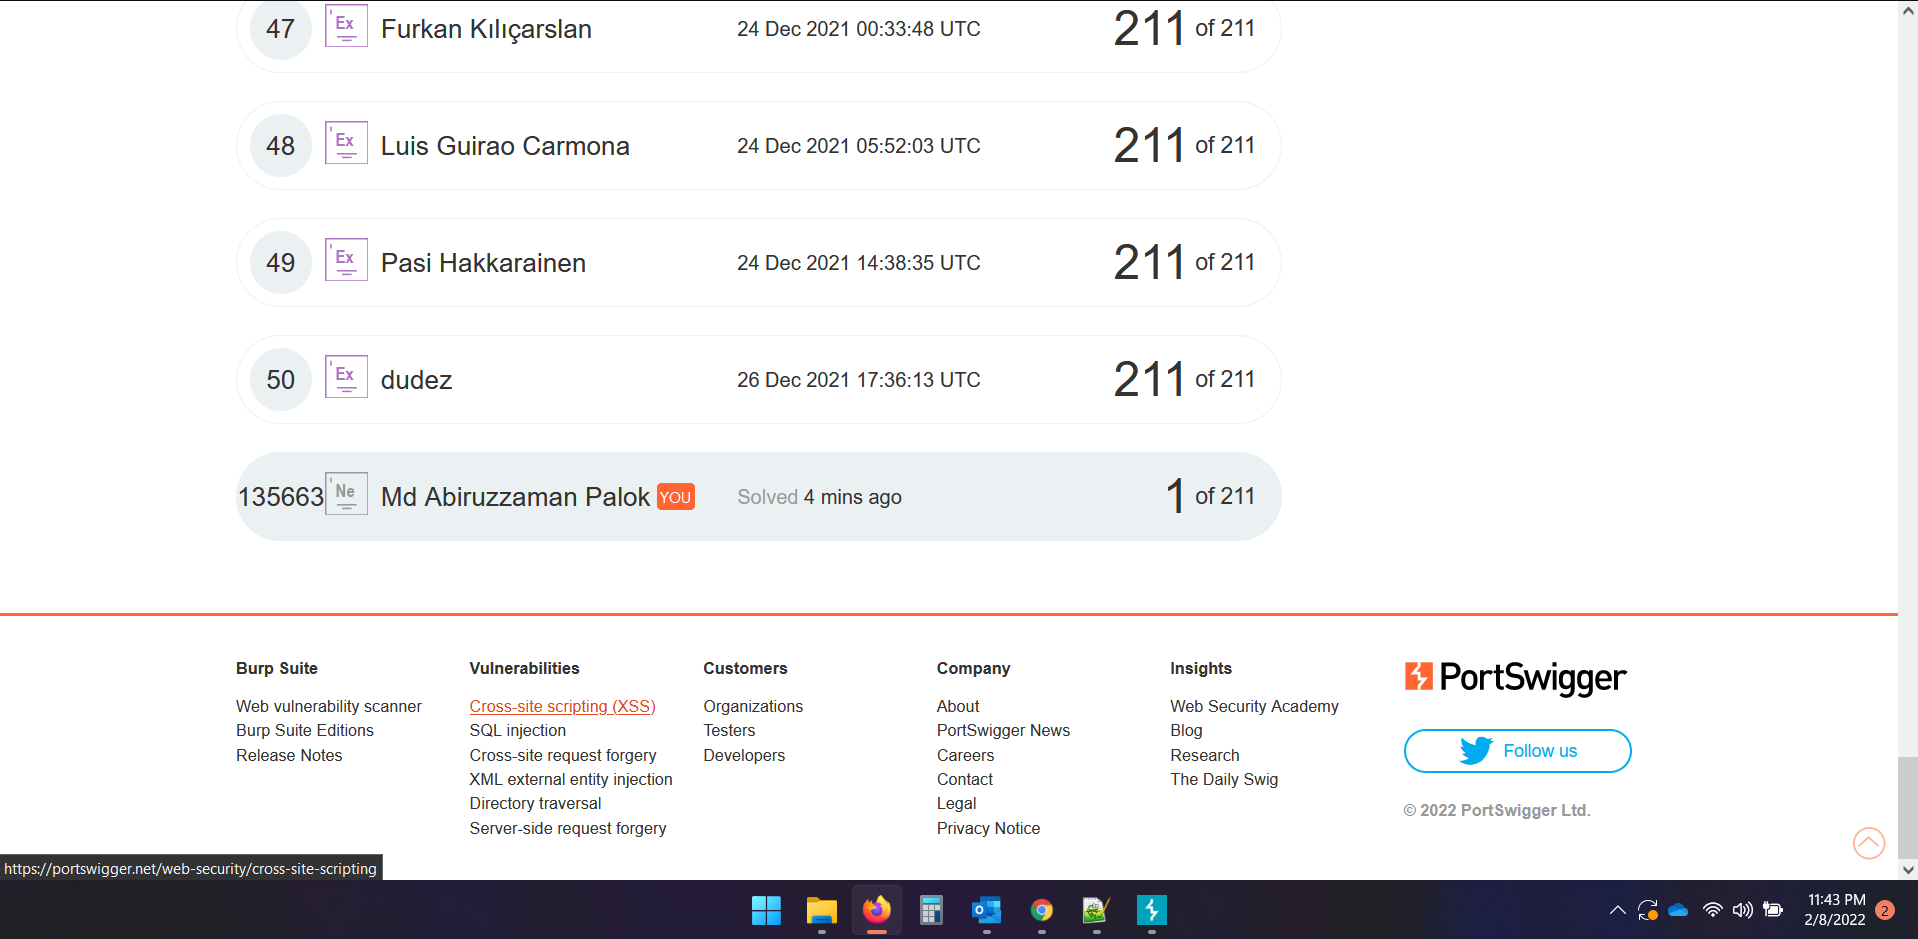 47 Ex Furkan Kılıçarslan 24 Dec 2021 00:33:48 UTC 211 of 211
48 Ex Luis Guirao Carmona 24 Dec 2021 05:52:03 UTC 211 of 211
49 Ex Pasi Hakkarainen 24 Dec 2021 14:38:35 UTC 211 of 211
50 Ex dudez 26 Dec 2021 17:36:13 UTC 211 of 211
135663 Ne Md Abiruzzaman Palok YOU Solved 4 mins ago 1 of 211
Burp Suite
Web vulnerability scanner
Burp Suite Editions
Release Notes
Vulnerabilities
Cross-site scripting (XSS)
SQL injection
Cross-site request forgery
XML external entity injection
Directory traversal
Server-side request forgery
Customers
Organizations
Testers
Developers
Company
About
PortSwigger News
Careers
Contact
Legal
Privacy Notice
Insights
Web Security Academy
Blog
Research
The Daily Swig
PortSwigger
Follow us
© 2022 PortSwigger Ltd.
https://portswigger.net/web-security/cross-site-scripting
11:43 PM
2/8/2022
2